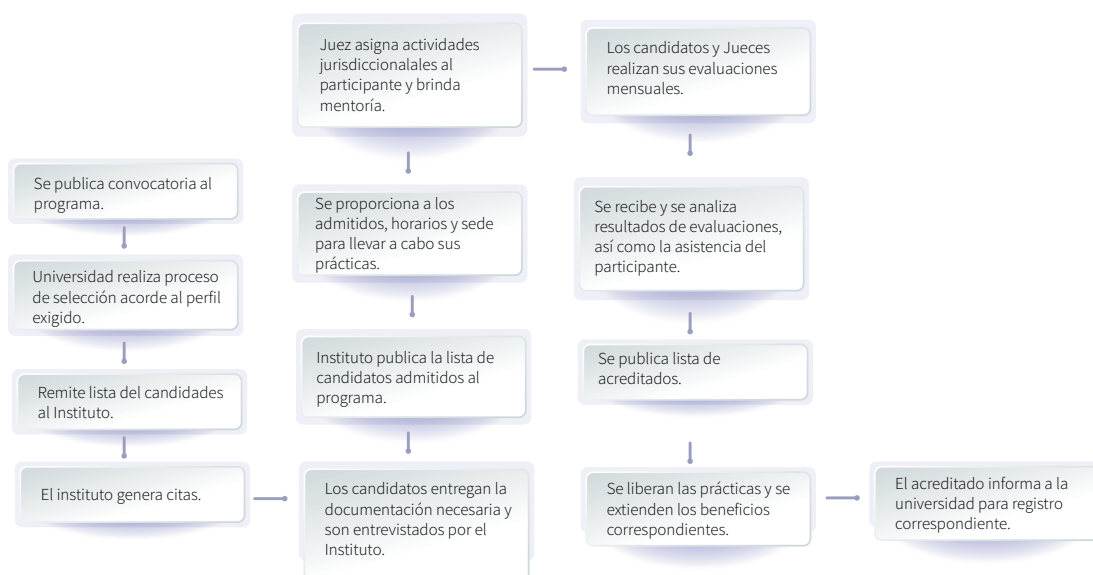 Se publica convocatoria al
programa.
Universidad realiza proceso
de selección acorde al perfil
exigido.
Remite lista del candidades
al Instituto.
El instituto genera citas.
Juez asigna actividades
jurisdiccionalales al
participante y brinda
mentoría.
Se proporciona a los
admitidos, horarios y sede
para llevar a cabo sus
prácticas.
Instituto publica la lista de
candidatos admitidos al
programa.
Los candidatos entregan la
documentación necesaria y
son entrevistados por el
Instituto.
Los candidatos y Jueces
realizan sus evaluaciones
mensuales.
Se recibe y se analiza
resultados de evaluaciones,
así como la asistencia del
participante.
Se publica lista de
acreditados.
Se liberan las prácticas y se
extienden los beneficios
correspondientes.
El acreditado informa a la
universidad para registro
correspondiente.